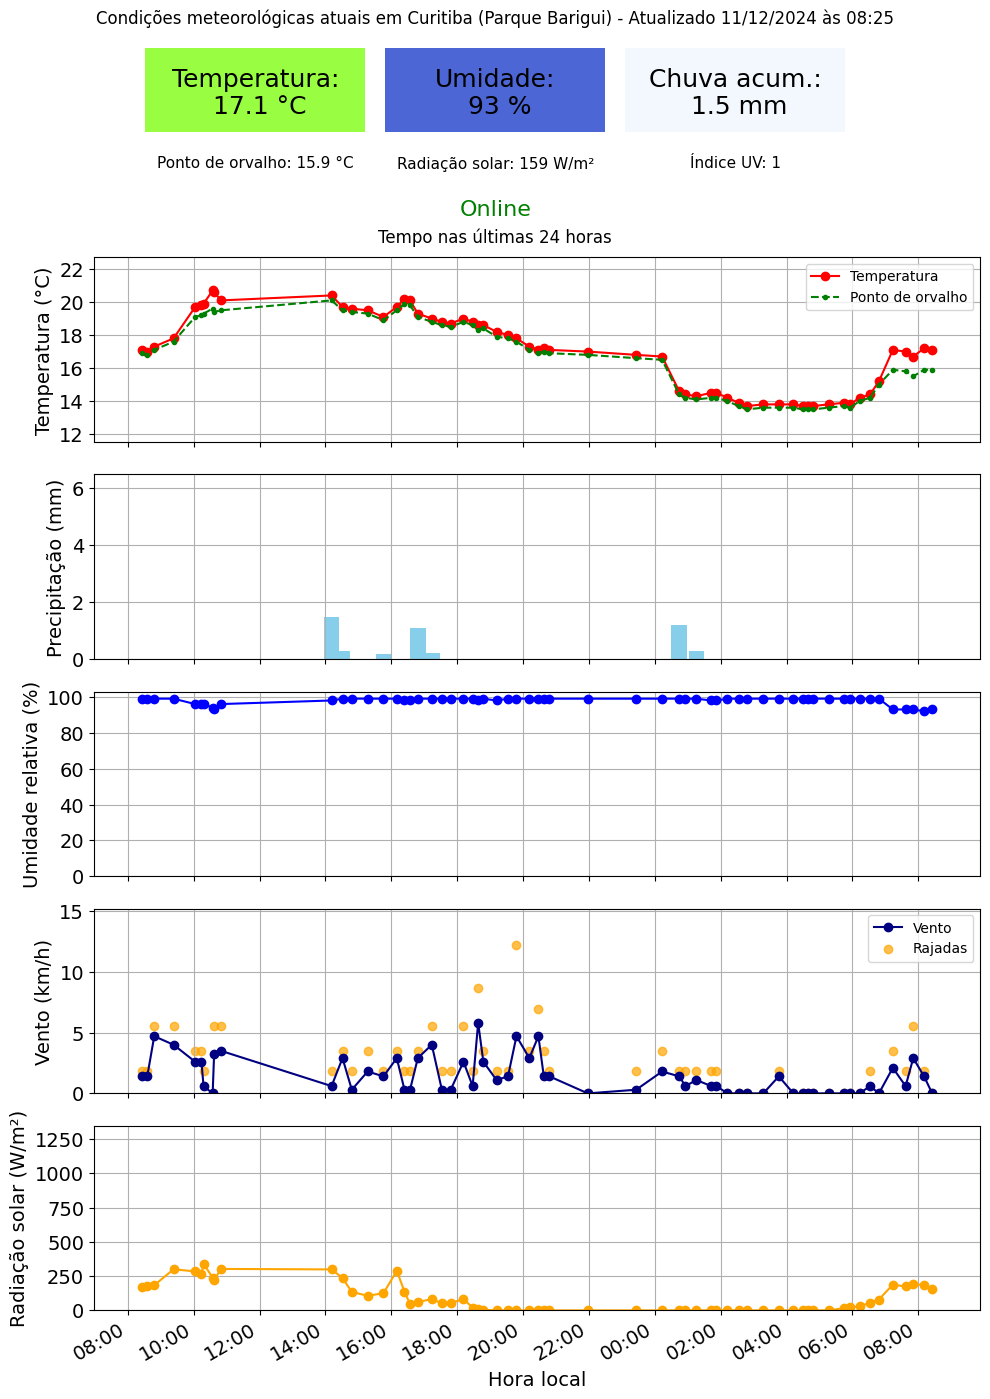 Condições meteorológicas atuais em Curitiba (Parque Barigui) - Atualizado 11/12/2024 às 08:25
Temperatura:
17.1 °C
Umidade:
93 %
Chuva acum.:
1.5 mm
Ponto de orvalho: 15.9 °C
Radiação solar: 159 W/m²
Índice UV: 1
Online
Tempo nas últimas 24 horas
Temperatura (°C)
22
20
18
16
14
12
Temperatura
Ponto de orvalho
Precipitação (mm)
6
4
2
0
Umidade relativa (%)
100
80
60
40
20
0
Vento (km/h)
15
10
5
0
Vento
Rajadas
Radiação solar (W/m²)
1250
1000
750
500
250
0
08:00
10:00
12:00
14:00
16:00
18:00
20:00
22:00
00:00
02:00
04:00
06:00
08:00
Hora local